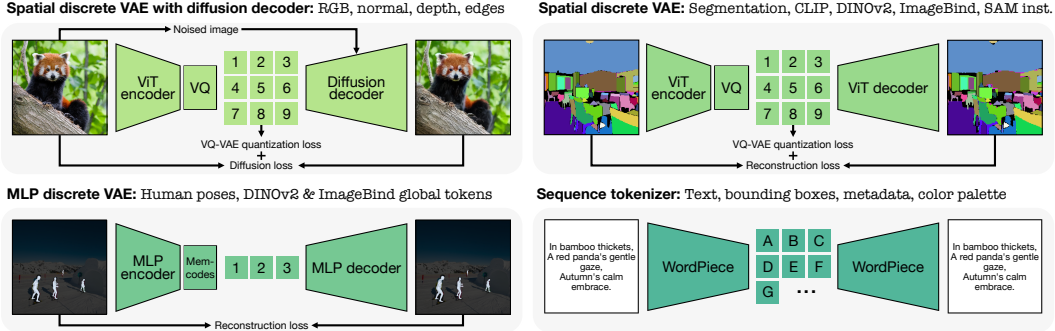 Spatial discrete VAE with diffusion decoder: RGB, normal, depth, edges
Noised image
ViT
encoder
VQ
1 2 3
4 5 6
7 8 9
Diffusion
decoder
VQ-VAE quantization loss
+
Diffusion loss
Spatial discrete VAE: Segmentation, CLIP, DINOv2, ImageBind, SAM inst.
ViT
encoder
VQ
1 2 3
4 5 6
7 8 9
ViT decoder
VQ-VAE quantization loss
+
Reconstruction loss
MLP discrete VAE: Human poses, DINOv2 & ImageBind global tokens
MLP
encoder
Mem-
codes
1 2 3
MLP decoder
Reconstruction loss
Sequence tokenizer: Text, bounding boxes, metadata, color palette
In bamboo thickets,
A red panda's gentle
gaze,
Autumn's calm
embrace.
WordPiece
A B C
D E F
G ...
WordPiece
In bamboo thickets,
A red panda's gentle
gaze,
Autumn's calm
embrace.